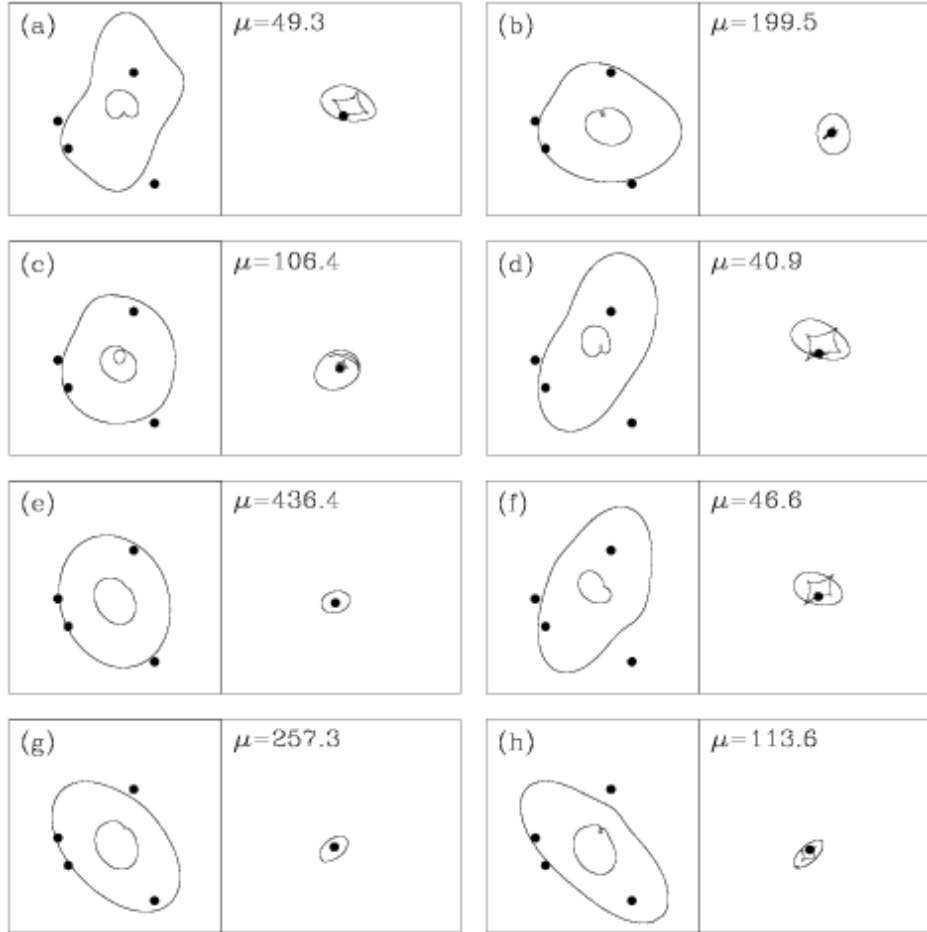 (a) μ=49.3 (b) μ=199.5
(c) μ=106.4 (d) μ=40.9
(e) μ=436.4 (f) μ=46.6
(g) μ=257.3 (h) μ=113.6